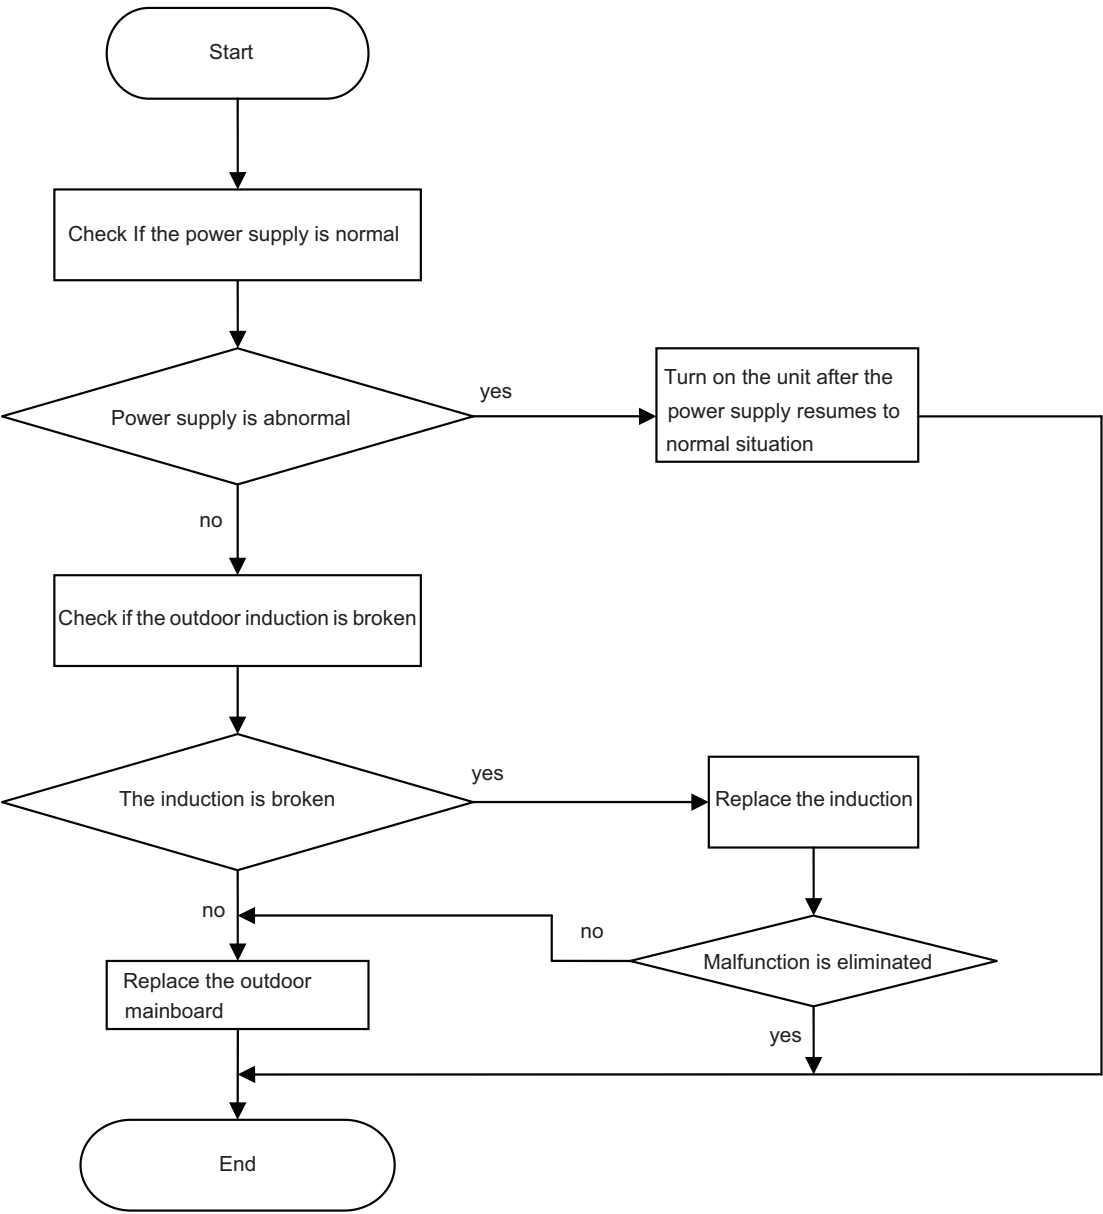 Start
Check If the power supply is normal
Power supply is abnormal
yes
Turn on the unit after the
power supply resumes to
normal situation
no
Check if the outdoor induction is broken
The induction is broken
yes
Replace the induction
no
no
Malfunction is eliminated
Replace the outdoor
mainboard
yes
End